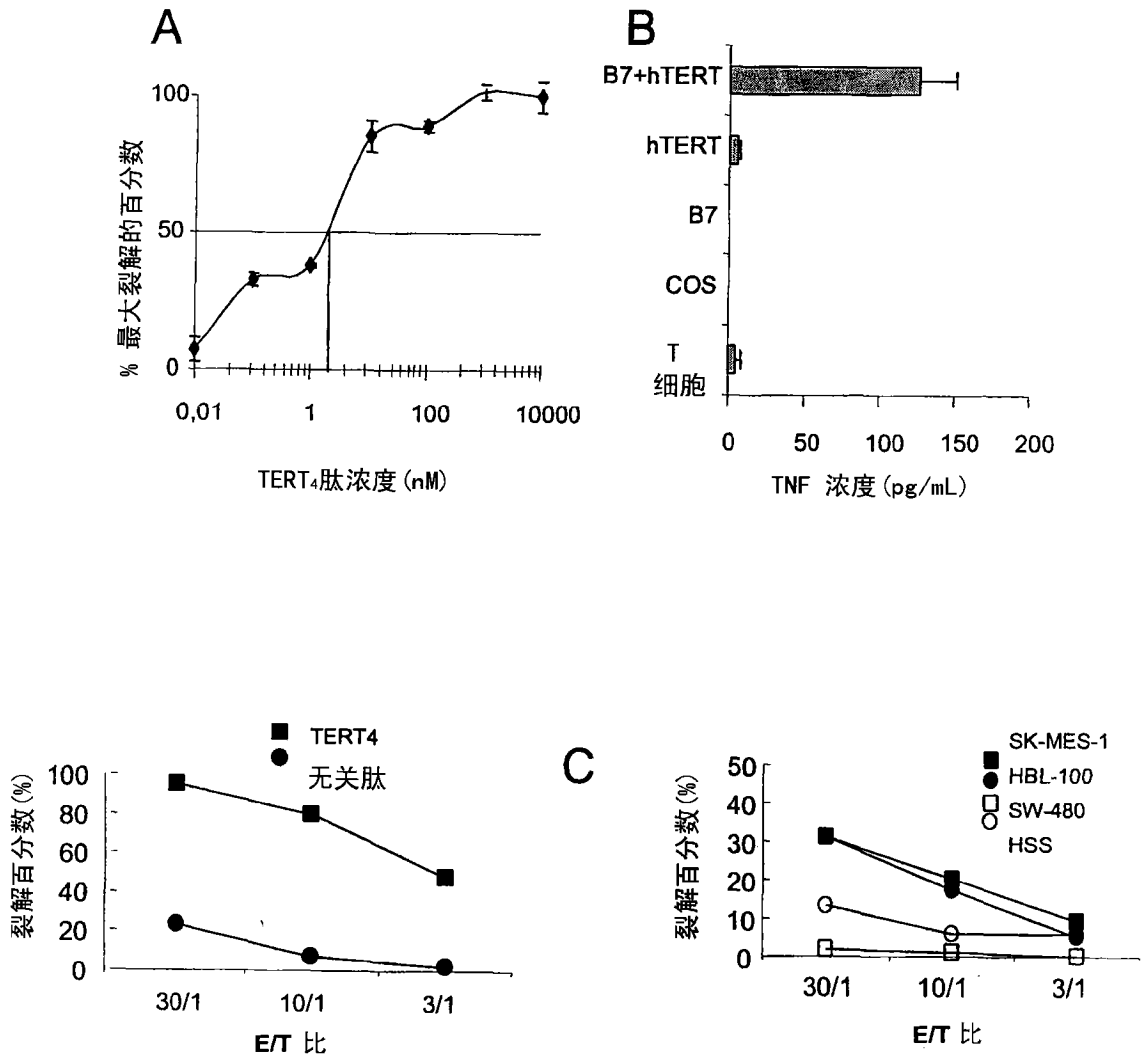 A
% 最大裂解的百分数
100
50
0
0,01
1
100
10000
TERT4肽浓度(nM)
B
B7+hTERT
hTERT
B7
COS
T
细胞
0
50
100
150
200
TNF 浓度(pg/mL)
TERT4
无关肽
裂解百分数(%)
100
80
60
40
20
0
30/1
10/1
3/1
E/T 比
C
SK-MES-1
HBL-100
SW-480
HSS
裂解百分数(%)
50
40
30
20
10
0
30/1
10/1
3/1
E/T 比